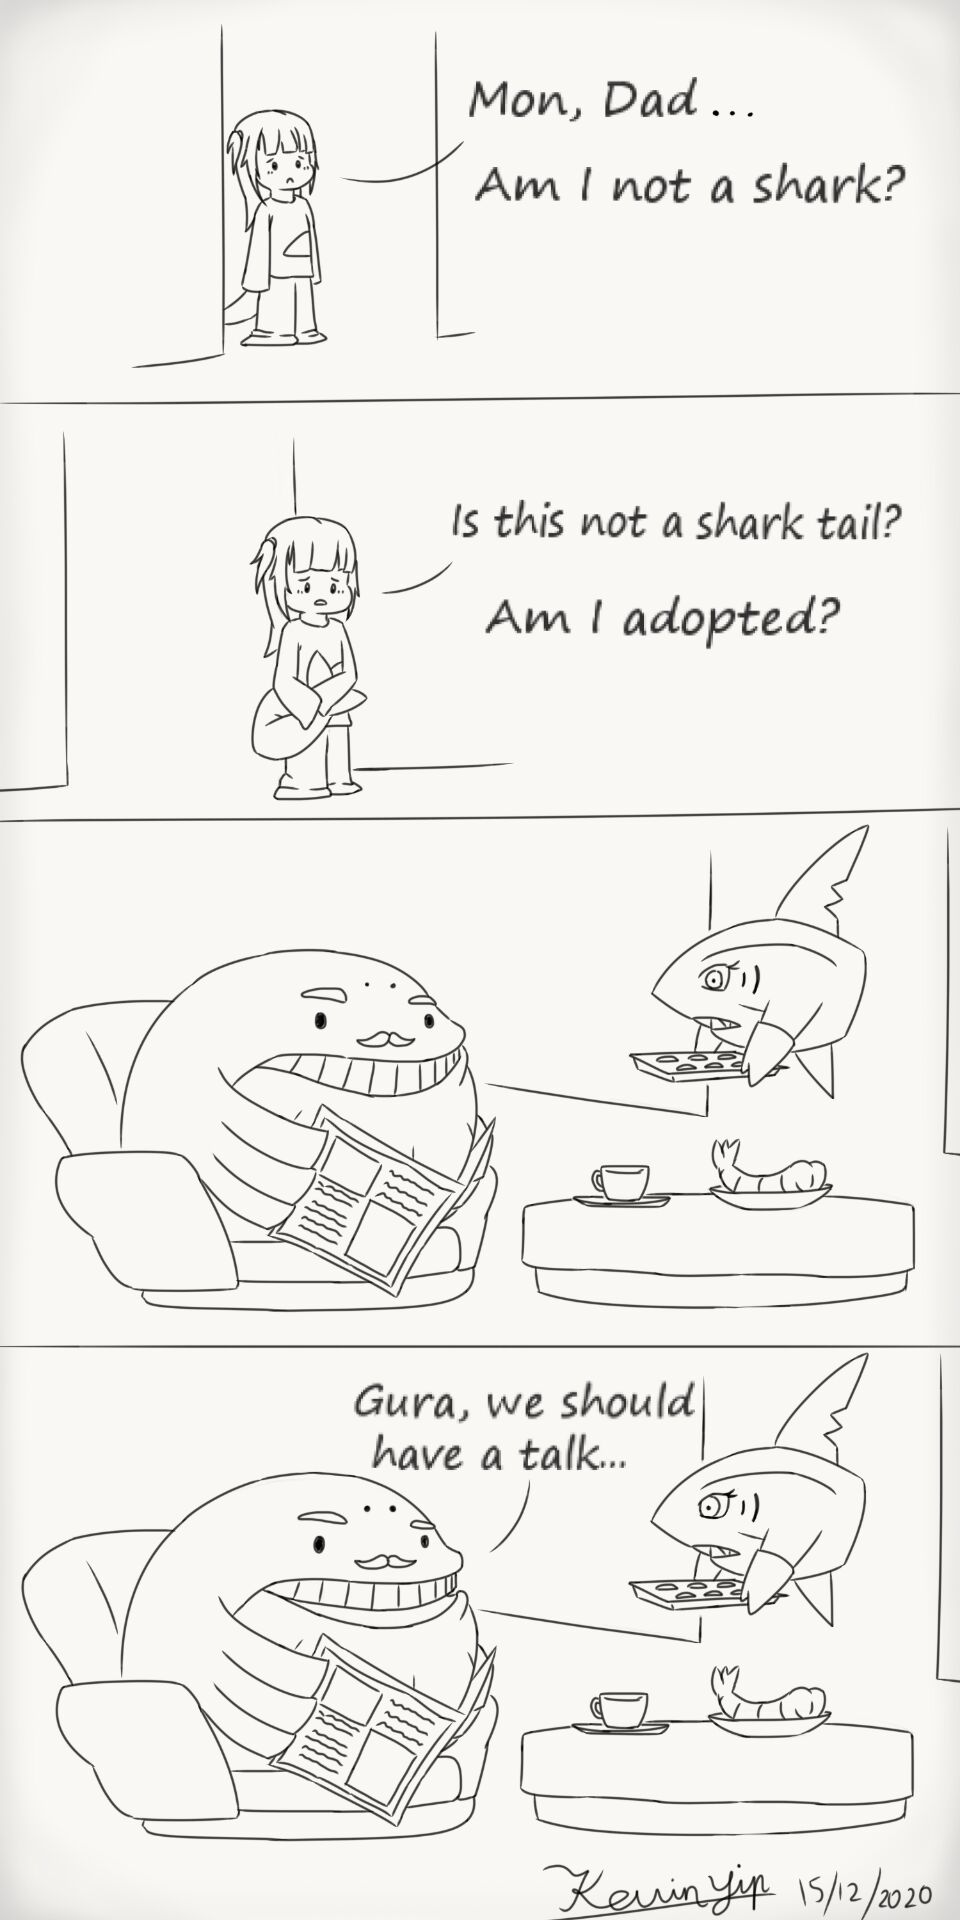 Mon, Dad ...
Am I not a shark?
Is this not a shark tail?
Am I adopted?
Gura, we should
have a talk...
Kevin Yip 15/12/2020